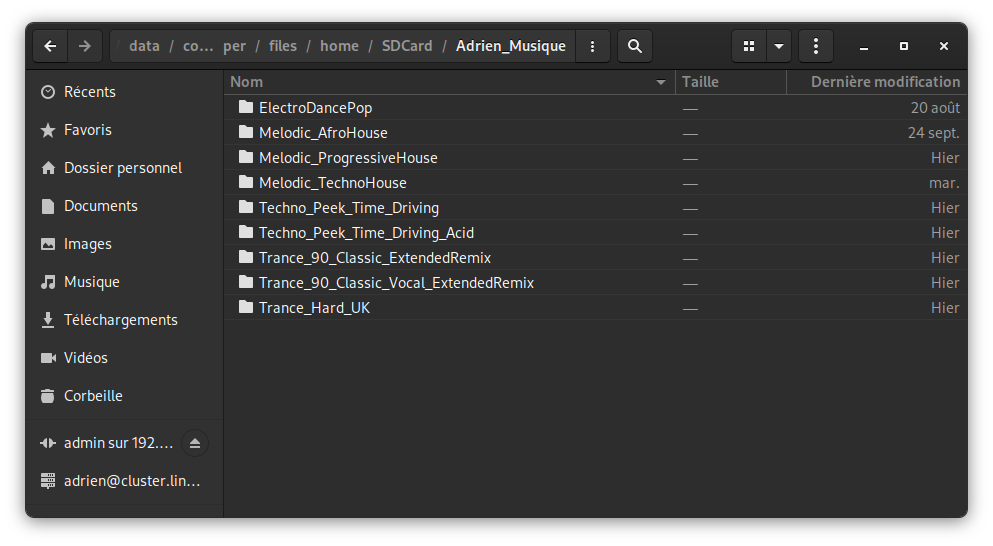 / data / co... per / files / home / SDCard / Adrien_Musique
Récents
Favoris
Dossier personnel
Documents
Images
Musique
Téléchargements
Vidéos
Corbeille
admin sur 192....
adrien@cluster.lin...
Nom Taille Dernière modification
ElectroDancePop — 20 août
Melodic_AfroHouse — 24 sept.
Melodic_ProgressiveHouse — Hier
Melodic_TechnoHouse — mar.
Techno_Peek_Time_Driving — Hier
Techno_Peek_Time_Driving_Acid — Hier
Trance_90_Classic_ExtendedRemix — Hier
Trance_90_Classic_Vocal_ExtendedRemix — Hier
Trance_Hard_UK — Hier